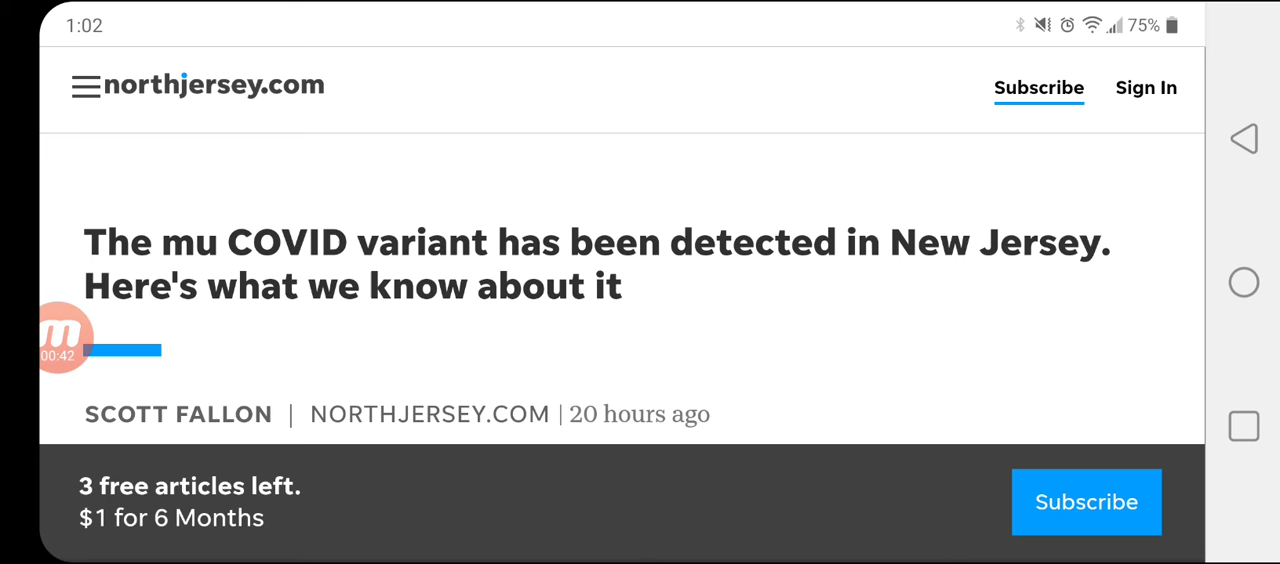 1:02
75%
northjersey.com
Subscribe
Sign In
The mu COVID variant has been detected in New Jersey.
Here's what we know about it
m
00:42
SCOTT FALLON | NORTHJERSEY.COM | 20 hours ago
3 free articles left.
$1 for 6 Months
Subscribe